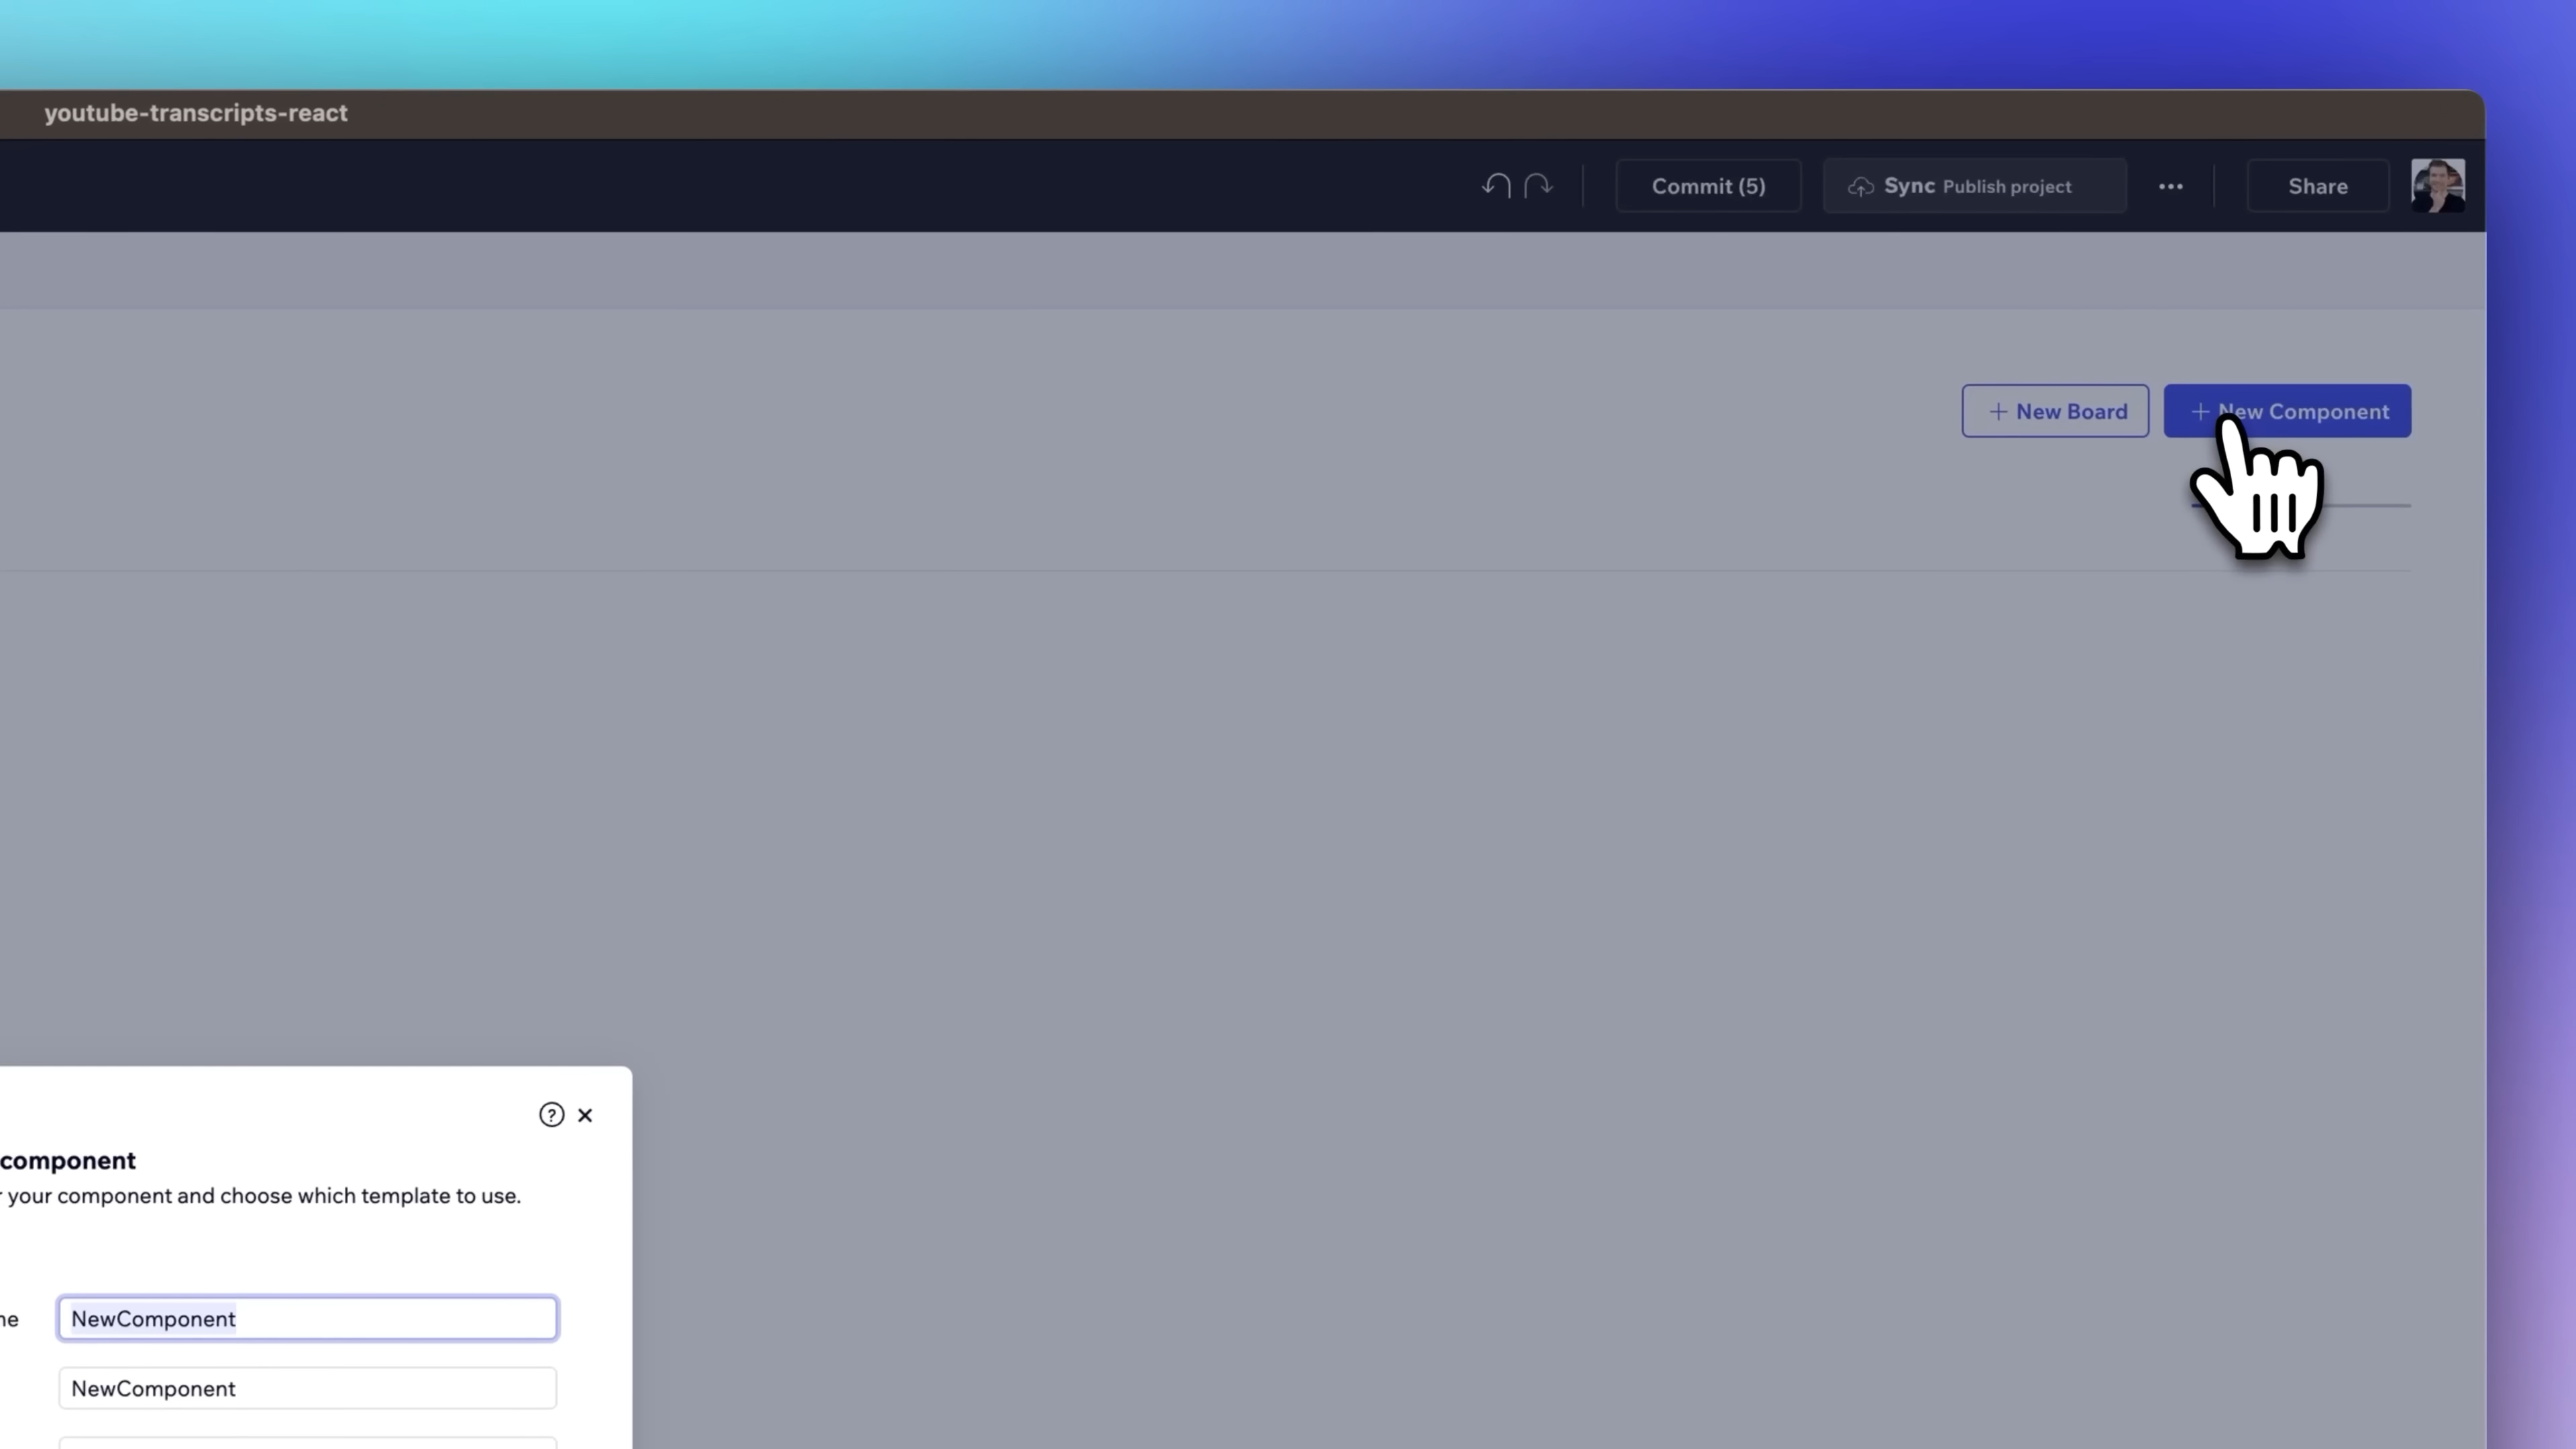 youtube-transcripts-react
Commit (5)
Sync Publish project
Share
+ New Board
+ New Component
component
your component and choose which template to use.
NewComponent
NewComponent